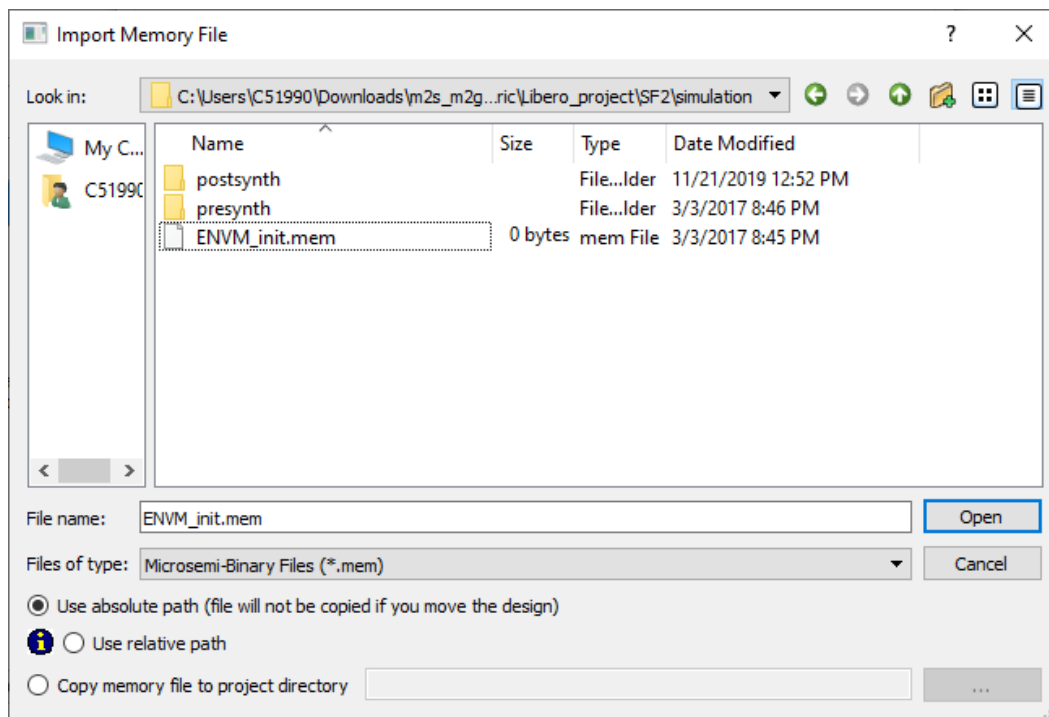 Import Memory File
?
Look in:
C:\Users\C51990\Downloads\m2s_m2g...ric\Libero_project\SF2\simulation
My C...
C51990
Name Size Type Date Modified
postsynth File...lder 11/21/2019 12:52 PM
presynth File...lder 3/3/2017 8:46 PM
ENVM_init.mem 0 bytes mem File 3/3/2017 8:45 PM
File name: ENVM_init.mem Open
Files of type: Microsemi-Binary Files (*.mem) Cancel
Use absolute path (file will not be copied if you move the design)
Use relative path
Copy memory file to project directory ...